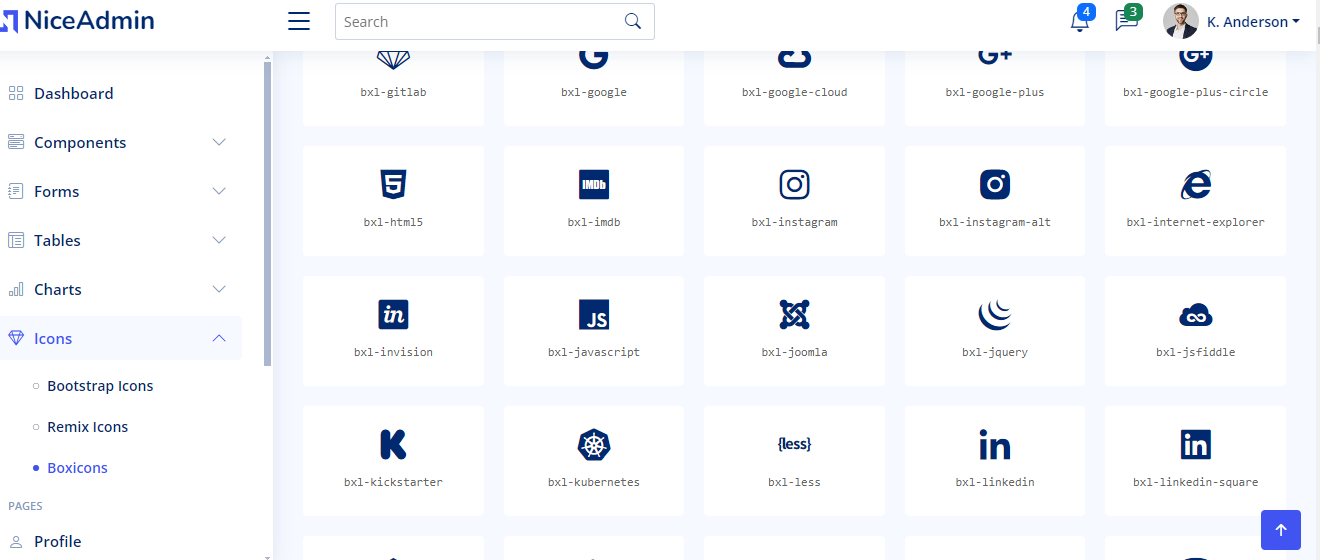 NiceAdmin
Search
4
3
K. Anderson
Dashboard
Components
Forms
Tables
Charts
Icons
Bootstrap Icons
Remix Icons
Boxicons
PAGES
Profile
bxl-gitlab
bxl-google
bxl-google-cloud
bxl-google-plus
bxl-google-plus-circle
IMDb
bxl-html5
bxl-imdb
bxl-instagram
bxl-instagram-alt
bxl-internet-explorer
in
JS
bxl-invision
bxl-javascript
bxl-joomla
bxl-jquery
bxl-jsfiddle
{less}
in
in
bxl-kickstarter
bxl-kubernetes
bxl-less
bxl-linkedin
bxl-linkedin-square